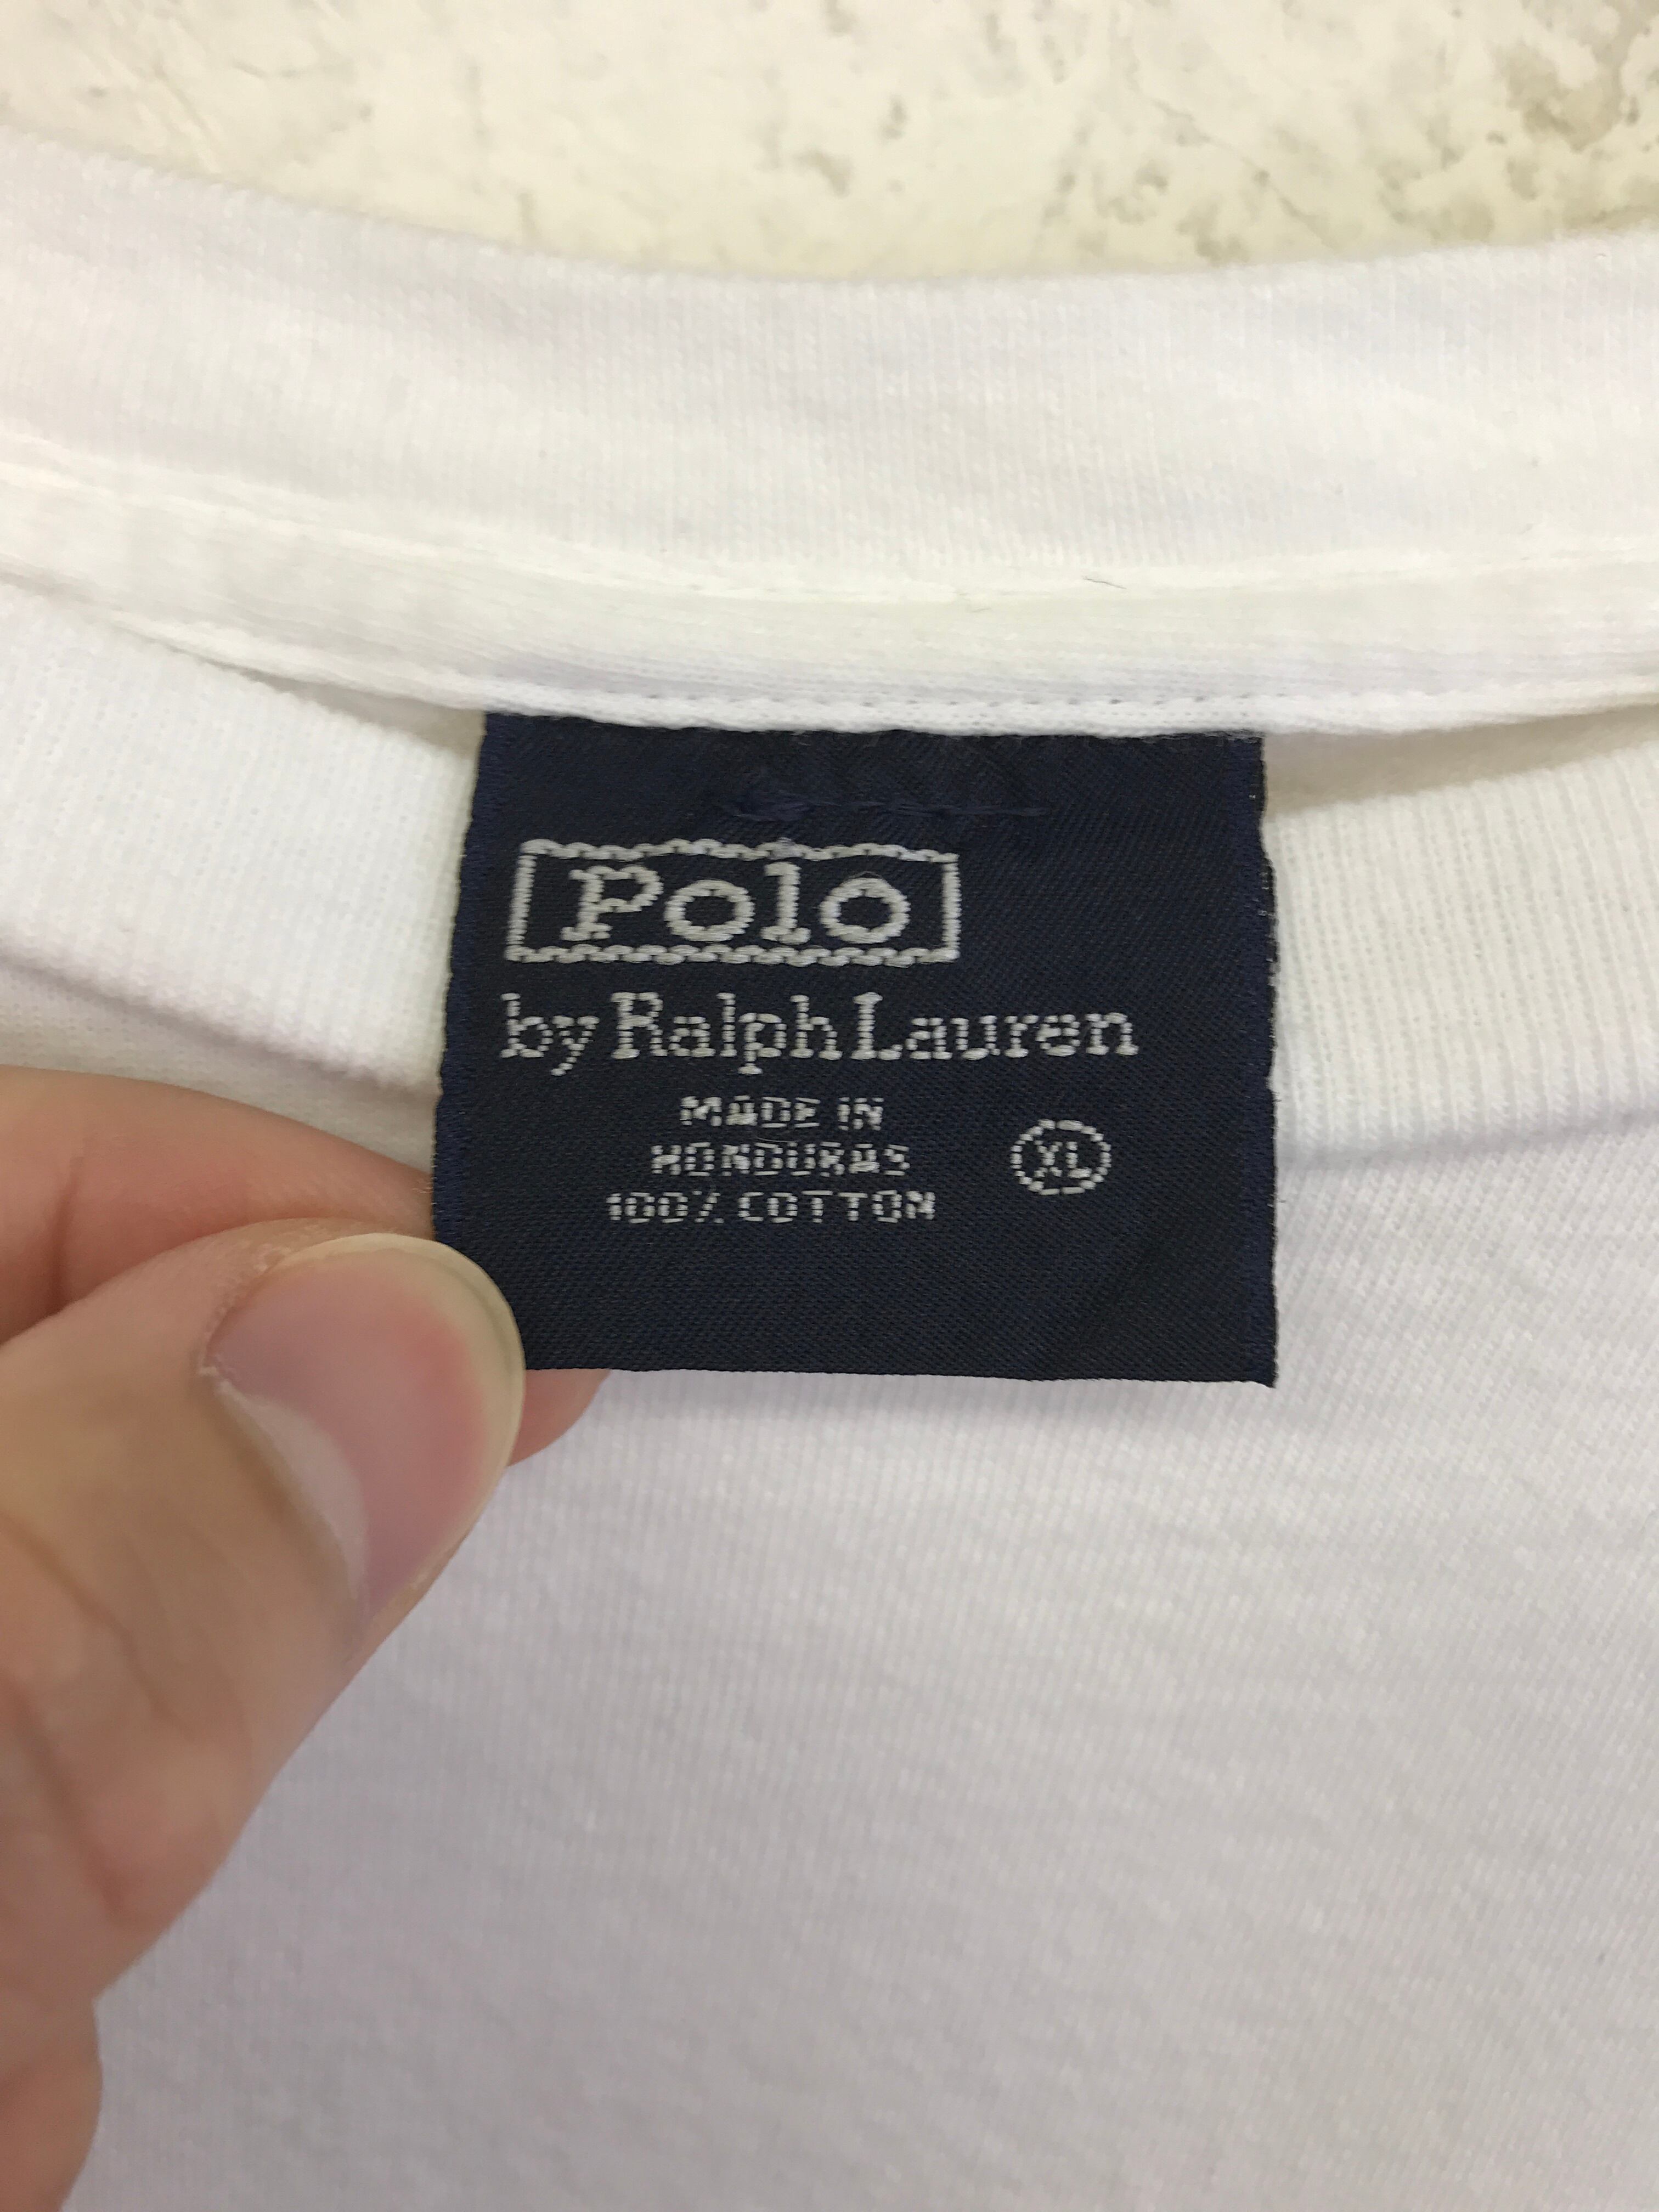 Polo
by Ralph Lauren
MADE IN
HONDURAS
100% COTTON
XL